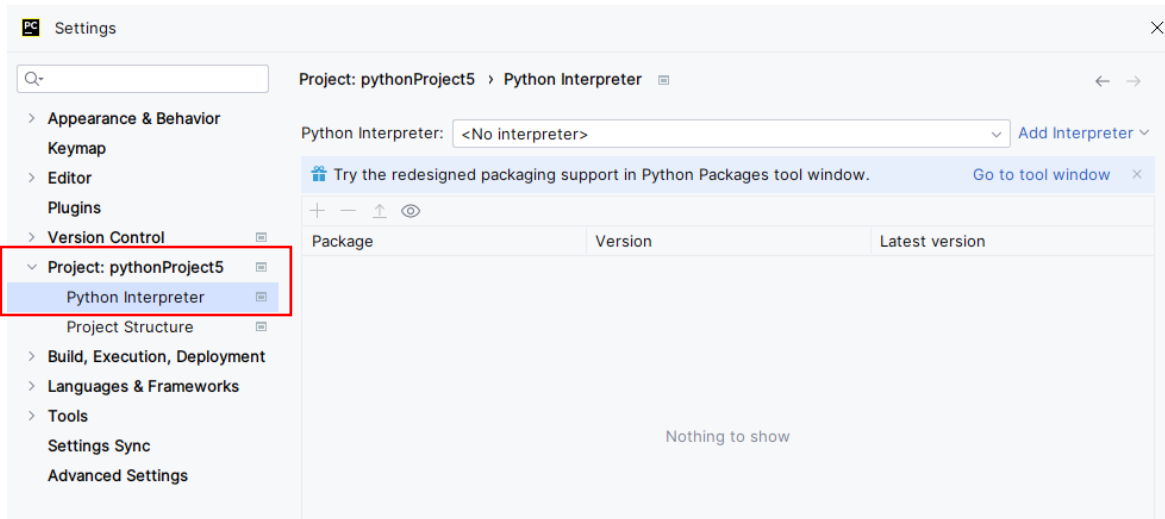 PC Settings
Project: pythonProject5 › Python Interpreter
Appearance & Behavior
Keymap
Editor
Plugins
Version Control
Project: pythonProject5
Python Interpreter
Project Structure
Build, Execution, Deployment
Languages & Frameworks
Tools
Settings Sync
Advanced Settings
Python Interpreter: <No interpreter> Add Interpreter
Try the redesigned packaging support in Python Packages tool window. Go to tool window
Package Version Latest version
Nothing to show